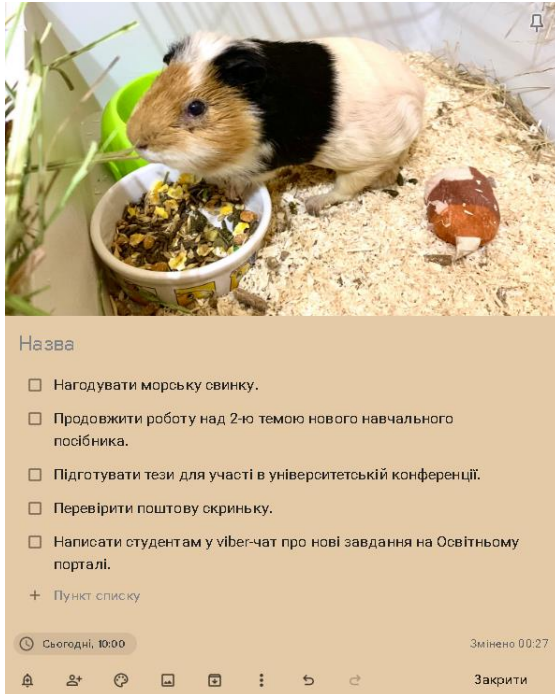 Назва
Нагодувати морську свинку.
Продовжити роботу над 2-ю темою нового навчального
посібника.
Підготувати тези для участі в університетській конференції.
Перевірити поштову скриньку.
Написати студентам у viber-чат про нові завдання на Освітньому
порталі.
+ Пункт списку
Сьогодні, 10:00
Змінено 00:27
Закрити